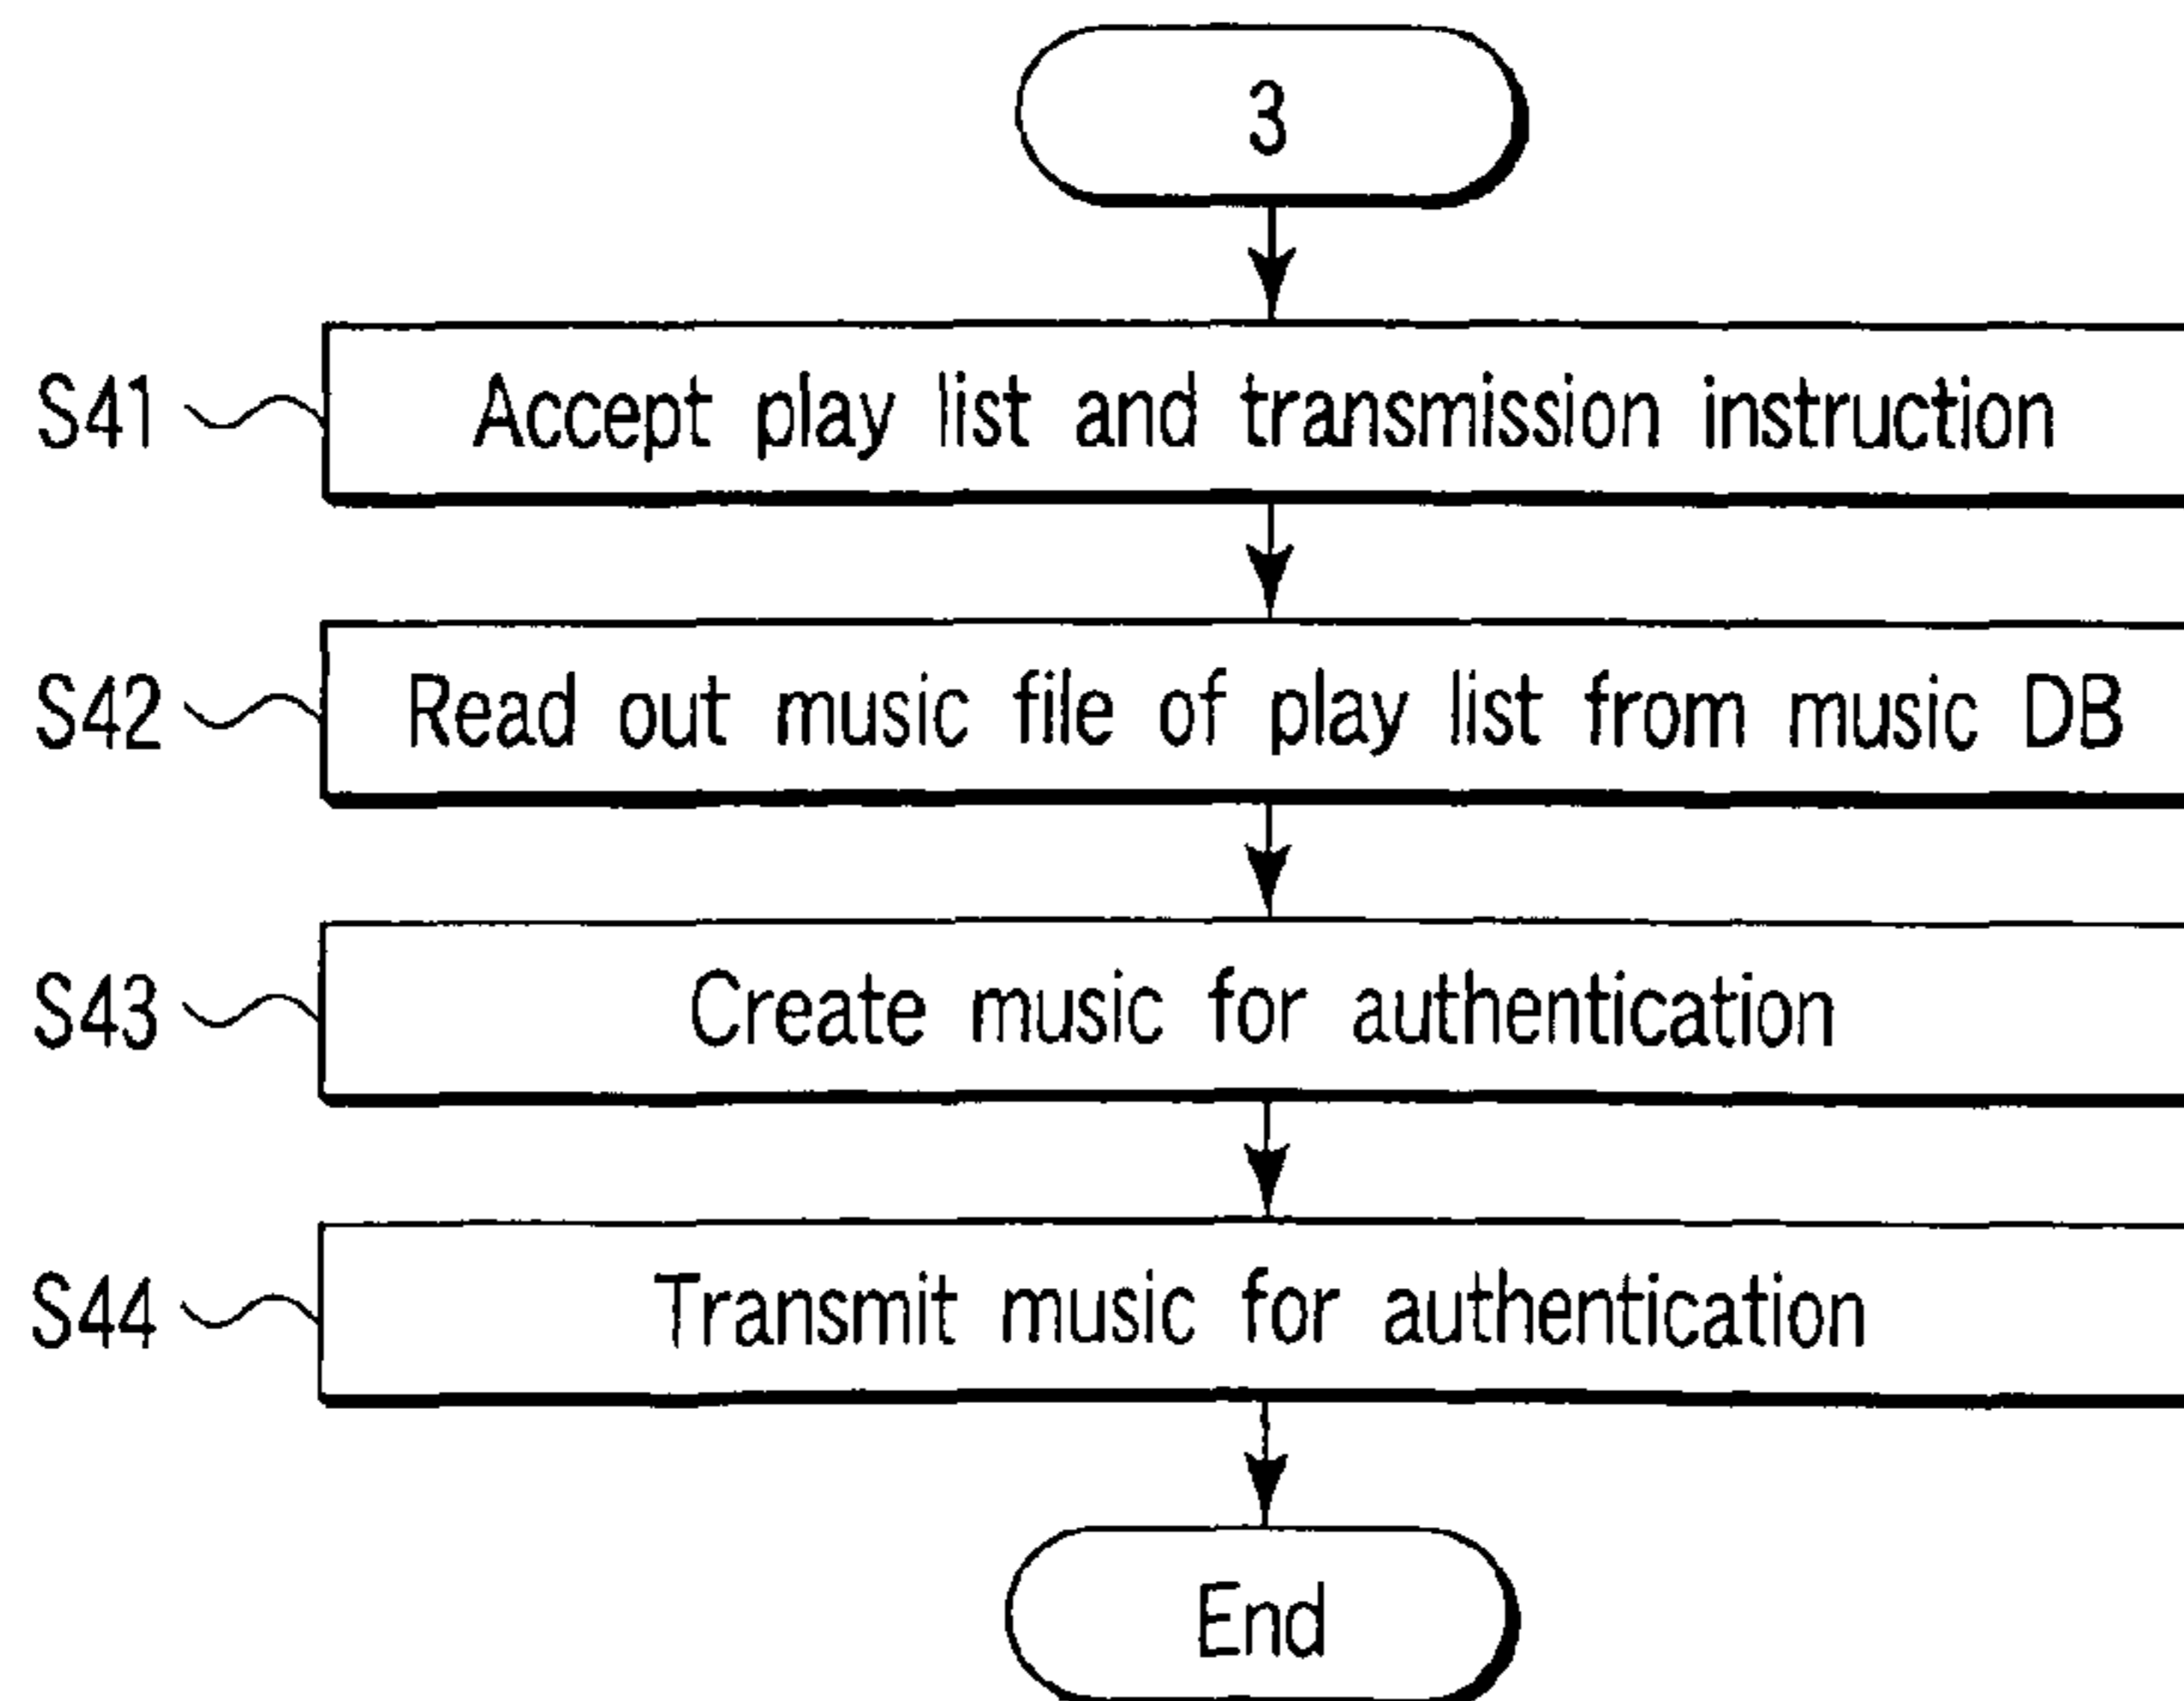 3
S41 Accept play list and transmission instruction
S42 Read out music file of play list from music DB
S43 Create music for authentication
S44 Transmit music for authentication
End